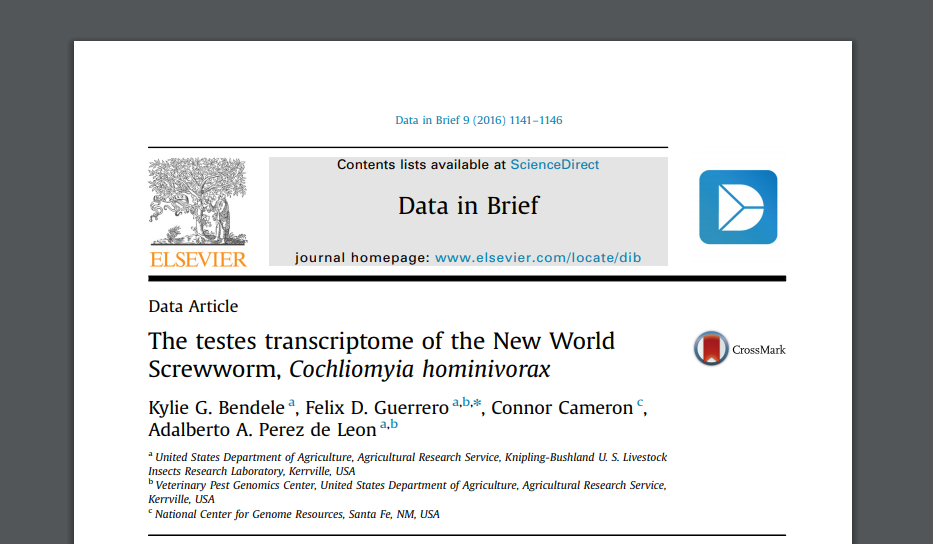 Data in Brief 9 (2016) 1141–1146
Contents lists available at ScienceDirect
Data in Brief
journal homepage: www.elsevier.com/locate/dib
ELSEVIER
Data Article
The testes transcriptome of the New World
Screwworm, Cochliomyia hominivorax
CrossMark
Kylie G. Bendele a, Felix D. Guerrero a,b,*, Connor Cameron c,
Adalberto A. Perez de Leon a,b
a United States Department of Agriculture, Agricultural Research Service, Knipling-Bushland U. S. Livestock
Insects Research Laboratory, Kerrville, USA
b Veterinary Pest Genomics Center, United States Department of Agriculture, Agricultural Research Service,
Kerrville, USA
c National Center for Genome Resources, Santa Fe, NM, USA